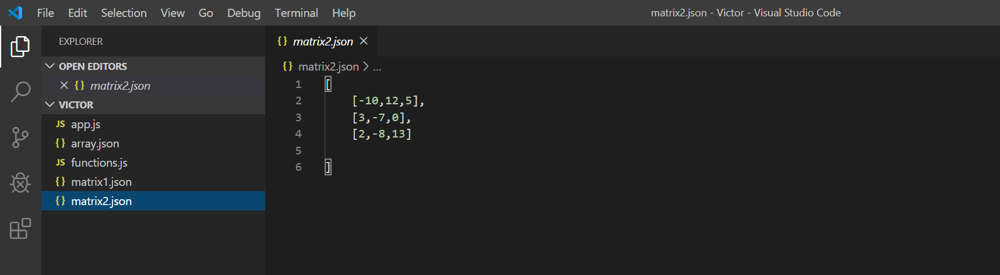 File Edit Selection View Go Debug Terminal Help matrix2.json - Victor - Visual Studio Code
EXPLORER
OPEN EDITORS
{} matrix2.json
VICTOR
JS app.js
{} array.json
JS functions.js
{} matrix1.json
{} matrix2.json
{} matrix2.json
{} matrix2.json > ...
1 [
2     [-10,12,5],
3     [3,-7,0],
4     [2,-8,13]
5
6 ]